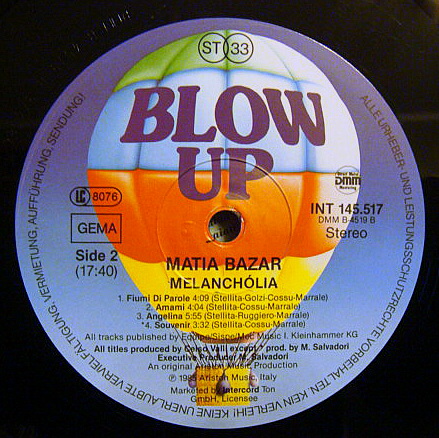 ST 33
BLOW
UP
Direct Metal
DMM
Mastering
LC 8076
GEMA
INT 145.517
DMM B-4519 B
Stereo
Side 2
(17:40)
MATIA BAZAR
MELANCHÓLIA
1. Fiumi Di Parole 4:09 (Stellita-Golzi-Cossu-Marrale)
2. Amami 4:04 (Stellita-Cossu-Marrale)
3. Angelina 5:55 (Stellita-Ruggiero-Marrale)
*4. Souvenir 3:32 (Stellita-Cossu-Marrale)
All tracks published by Music I. Kleinhammer KG
All titles produced by Celso Valli except * prod. by M. Salvadori
Executive Producer M. Salvadori
An original Ariston Music Production
℗ 1985 Ariston Music, Italy
Marketed by Intercord Ton
GmbH, Licensee
ALLE URHEBER- UND LEISTUNGSSCHUTZRECHTE VORBEHALTEN. KEIN VERLEIH! KEINE UNERLAUBTE VERVIELFÄLTIGUNG, VERMIETUNG, AUFFÜHRUNG, SENDUNG!